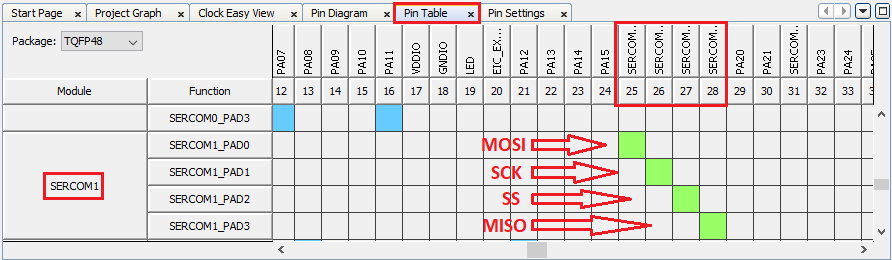 Start Page Project Graph Clock Easy View Pin Diagram Pin Table Pin Settings
Package: TQFP48
PA07 PA08 PA09 PA10 PA11 VDDIO GNDIO LED EIC_EX... PA12 PA13 PA14 PA15 SERCOM... SERCOM... SERCOM... SERCOM... PA20 PA21 SERCOM... PA23 PA24
Module Function 12 13 14 15 16 17 18 19 20 21 22 23 24 25 26 27 28 29 30 31 32 33
SERCOM0_PAD3
SERCOM1
SERCOM1_PAD0 MOSI
SERCOM1_PAD1 SCK
SERCOM1_PAD2 SS
SERCOM1_PAD3 MISO